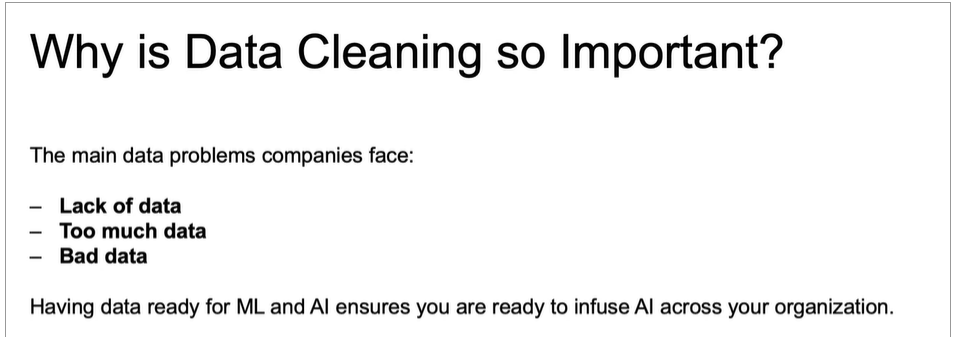 Why is Data Cleaning so Important?
The main data problems companies face:
– Lack of data
– Too much data
– Bad data
Having data ready for ML and AI ensures you are ready to infuse AI across your organization.